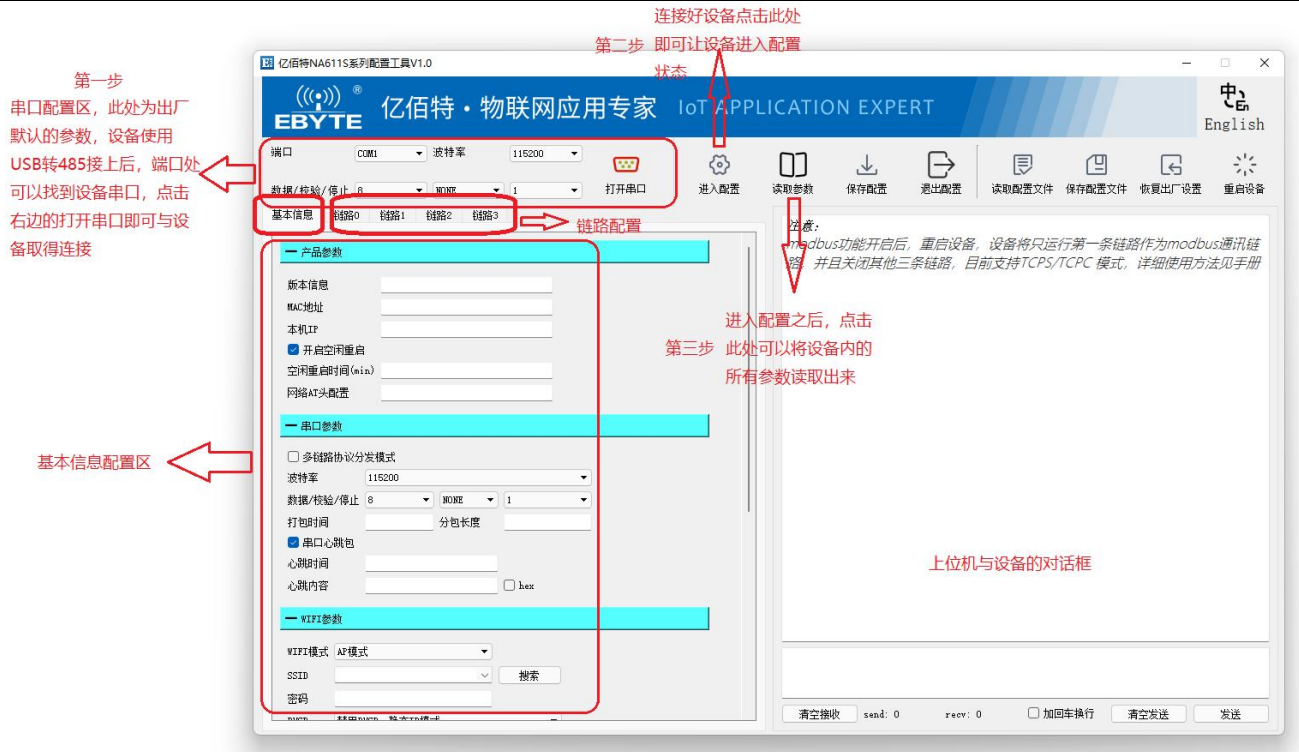 连接好设备点击此处
第二步 即可让设备进入配置
状态
第一步
串口配置区，此处为出厂
默认的参数，设备使用
USB转485接上后，端口处
可以找到设备串口，点击
右边的打开串口即可与设
备取得连接
亿佰特NA611S系列配置工具V1.0
EBYTE ® 亿佰特・物联网应用专家 IoT APPLICATION EXPERT
中 En
English
端口 COM1 波特率 115200
数据/校验/停止 8 NONE 1
打开串口 进入配置 读取参数 保存配置 退出配置 读取配置文件 保存配置文件 恢复出厂设置 重启设备
基本信息 链路0 链路1 链路2 链路3
链路配置
注意：
modbus功能开启后，重启设备，设备将只运行第一条链路作为modbus通讯链
路，并且关闭其他三条链路，目前支持TCPS/TCPC 模式，详细使用方法见手册
产品参数
版本信息
MAC地址
本机IP
开启空闲重启
空闲重启时间(min)
网络AT头配置
进入配置之后，点击
第三步 此处可以将设备内的
所有参数读取出来
串口参数
基本信息配置区
多链路协议分发模式
波特率 115200
数据/校验/停止 8 NONE 1
打包时间 分包长度
串口心跳包
心跳时间
心跳内容 hex
上位机与设备的对话框
WIFI参数
WIFI模式 AP模式
SSID 搜索
密码
清空接收 send: 0 recv: 0 加回车换行 清空发送 发送